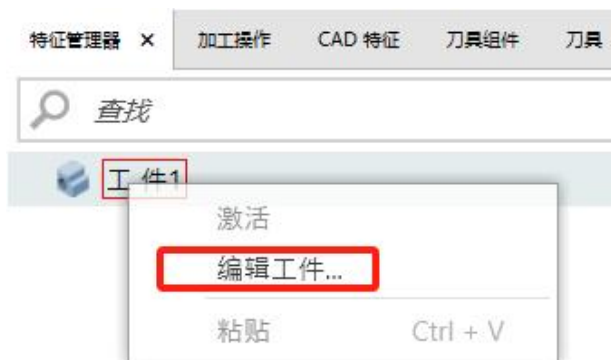 特征管理器 × 加工操作 CAD 特征 刀具组件 刀具
查找
工件1
激活
编辑工件...
粘贴 Ctrl + V